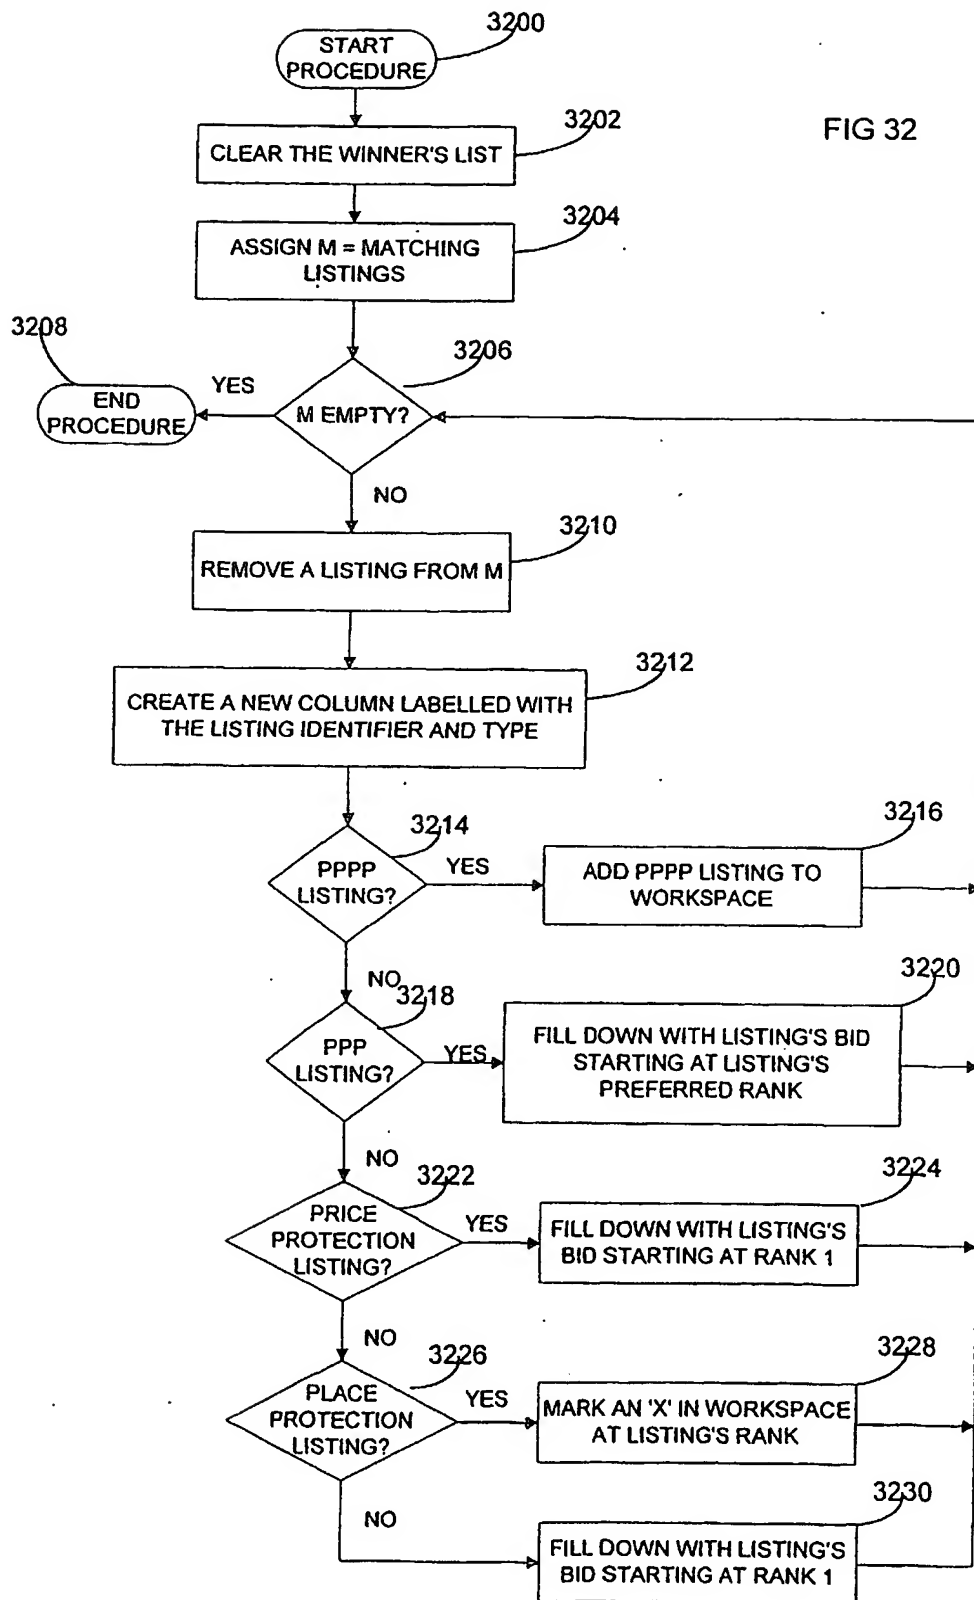 3200
START
PROCEDURE
FIG 32
3202
CLEAR THE WINNER'S LIST
3204
ASSIGN M = MATCHING
LISTINGS
3208
3206
YES
END
PROCEDURE
M EMPTY?
NO
3210
REMOVE A LISTING FROM M
3212
CREATE A NEW COLUMN LABELLED WITH
THE LISTING IDENTIFIER AND TYPE
3214
3216
PPPP
LISTING?
YES
ADD PPPP LISTING TO
WORKSPACE
NO
3218
3220
PPP
LISTING?
YES
FILL DOWN WITH LISTING'S BID
STARTING AT LISTING'S
PREFERRED RANK
NO
3222
3224
PRICE
PROTECTION
LISTING?
YES
FILL DOWN WITH LISTING'S
BID STARTING AT RANK 1
NO
3226
3228
PLACE
PROTECTION
LISTING?
YES
MARK AN 'X' IN WORKSPACE
AT LISTING'S RANK
NO
3230
FILL DOWN WITH LISTING'S
BID STARTING AT RANK 1